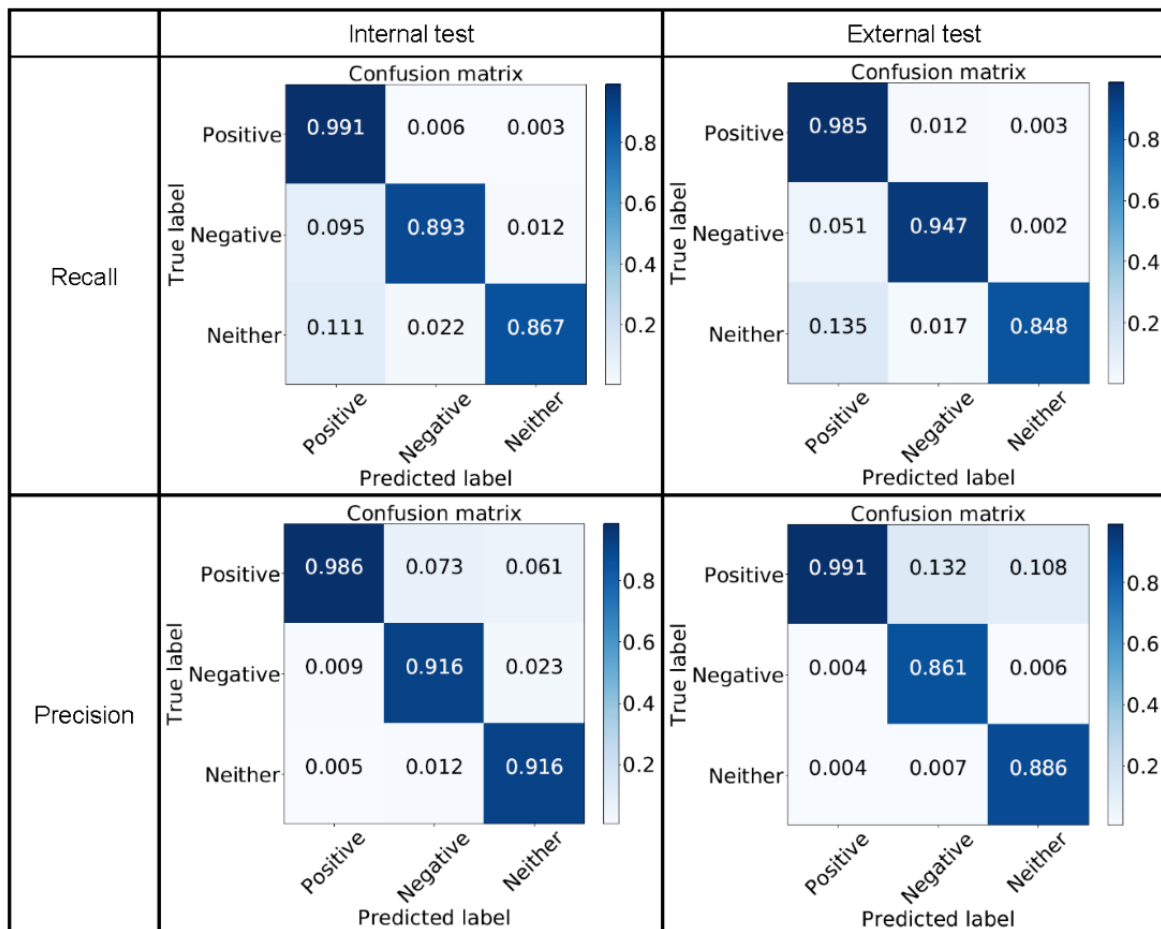 Internal test External test
Recall
Confusion matrix
True label
Positive 0.991 0.006 0.003
Negative 0.095 0.893 0.012
Neither 0.111 0.022 0.867
Positive Negative Neither
Predicted label
0.8
0.6
0.4
0.2
Confusion matrix
True label
Positive 0.985 0.012 0.003
Negative 0.051 0.947 0.002
Neither 0.135 0.017 0.848
Positive Negative Neither
Predicted label
0.8
0.6
0.4
0.2
Precision
Confusion matrix
True label
Positive 0.986 0.073 0.061
Negative 0.009 0.916 0.023
Neither 0.005 0.012 0.916
Positive Negative Neither
Predicted label
0.8
0.6
0.4
0.2
Confusion matrix
True label
Positive 0.991 0.132 0.108
Negative 0.004 0.861 0.006
Neither 0.004 0.007 0.886
Positive Negative Neither
Predicted label
0.8
0.6
0.4
0.2